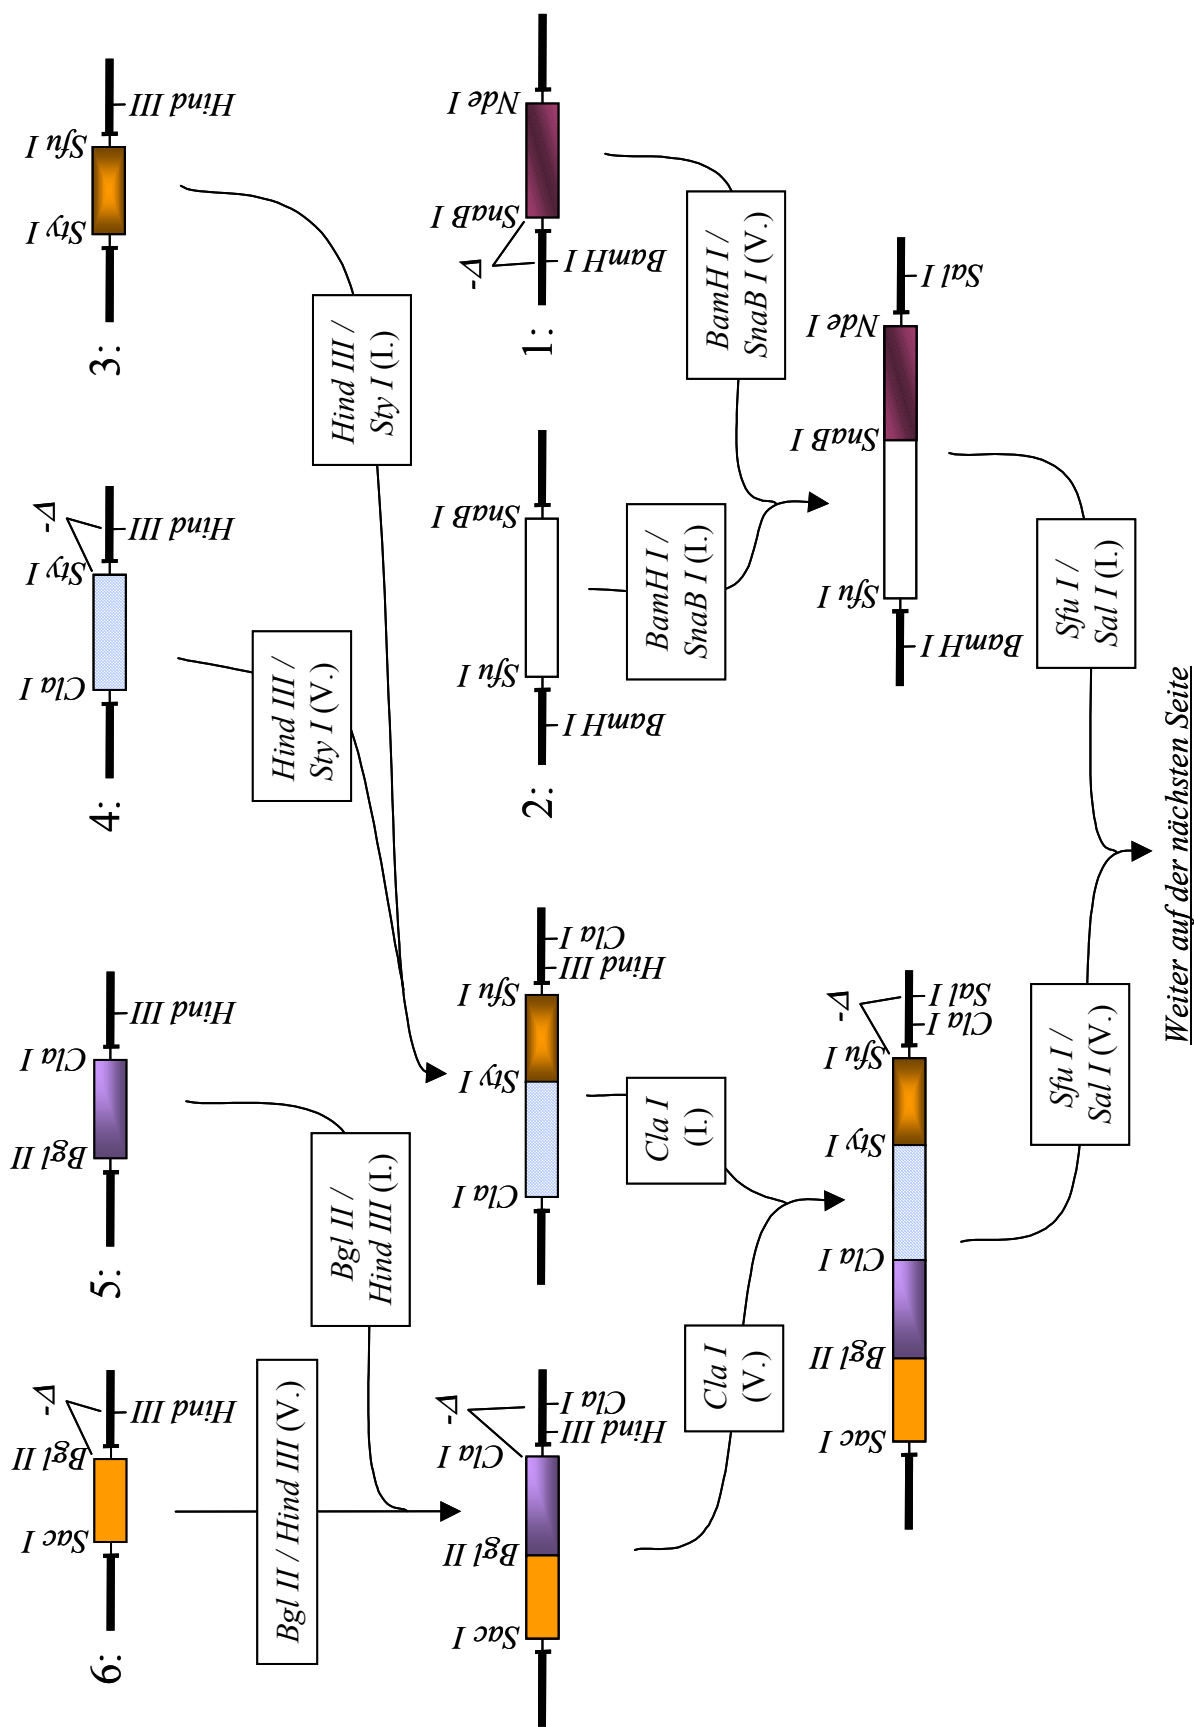 6:
Sac I
Bgl II
-Δ
Hind III
5:
Bgl II
Cla I
Hind III
4:
Cla I
Sty I
-Δ
Hind III
3:
Sty I
Sfu I
Hind III
Bgl II / Hind III (V.)
Bgl II /
Hind III (I.)
Hind III /
Sty I (V.)
Hind III /
Sty I (I.)
Sac I
Bgl II
Cla I
-Δ
Hind III
Cla I
Cla I
Sty I
Sfu I
Hind III
Cla I
2:
Sfu I
SnaB I
BamH I
1:
SnaB I
Nde I
-Δ
BamH I
Cla I
(V.)
Cla I
(I.)
BamH I /
SnaB I (I.)
BamH I /
SnaB I (V.)
Sac I
Bgl II
Cla I
Sty I
Sfu I
-Δ
Cla I
Sal I
Sfu I
SnaB I
Nde I
BamH I
Sal I
Sfu I /
Sal I (V.)
Sfu I /
Sal I (I.)
Weiter auf der nächsten Seite